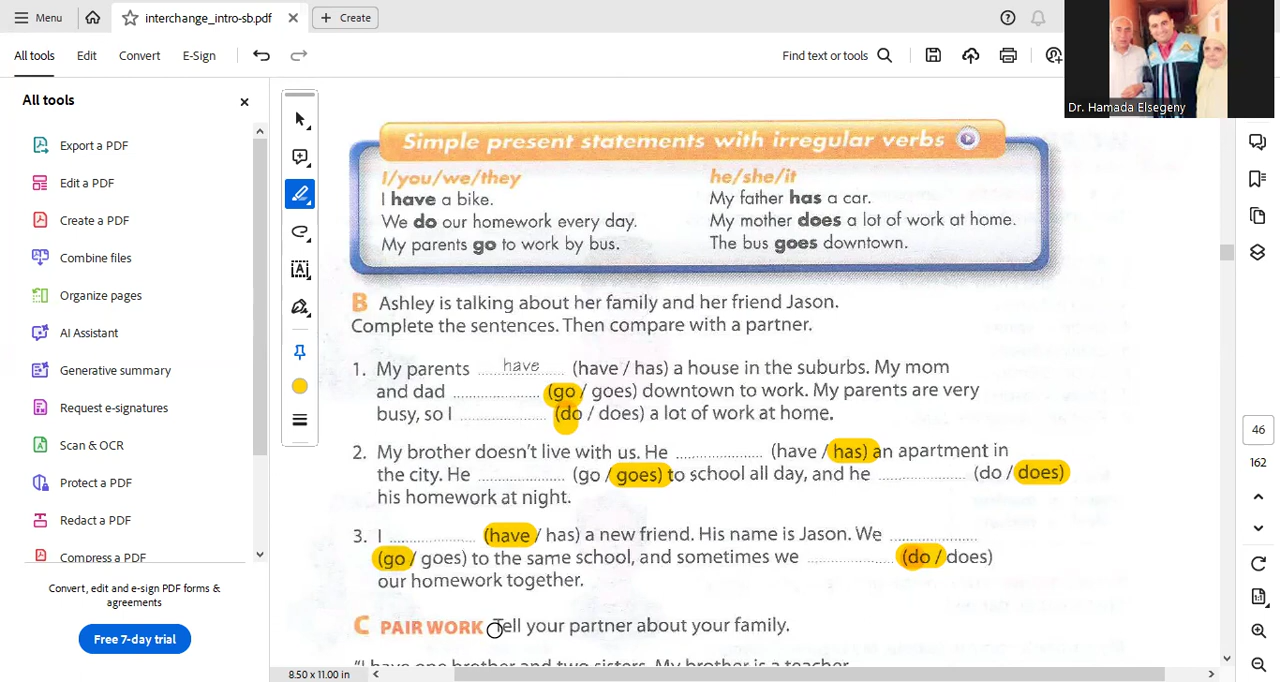 Menu
interchange_intro-sb.pdf
Create
All tools
Edit
Convert
E-Sign
Find text or tools
Dr. Hamada Elsegeny
All tools
Export a PDF
Edit a PDF
Create a PDF
Combine files
Organize pages
AI Assistant
Generative summary
Request e-signatures
Scan & OCR
Protect a PDF
Redact a PDF
Compress a PDF
Convert, edit and e-sign PDF forms &
agreements
Free 7-day trial
Simple present statements with irregular verbs
I/you/we/they
I have a bike.
We do our homework every day.
My parents go to work by bus.
he/she/it
My father has a car.
My mother does a lot of work at home.
The bus goes downtown.
B Ashley is talking about her family and her friend Jason.
Complete the sentences. Then compare with a partner.
1. My parents have (have / has) a house in the suburbs. My mom
and dad .................... (go / goes) downtown to work. My parents are very
busy, so I .................... (do / does) a lot of work at home.
2. My brother doesn't live with us. He .................... (have / has) an apartment in
the city. He .................... (go / goes) to school all day, and he .................... (do / does)
his homework at night.
3. I .................... (have / has) a new friend. His name is Jason. We ....................
(go / goes) to the same school, and sometimes we .................... (do / does)
our homework together.
C PAIR WORK Tell your partner about your family.
"I have one brother and two sisters. My brother is a teacher.
46
162
8.50 x 11.00 in